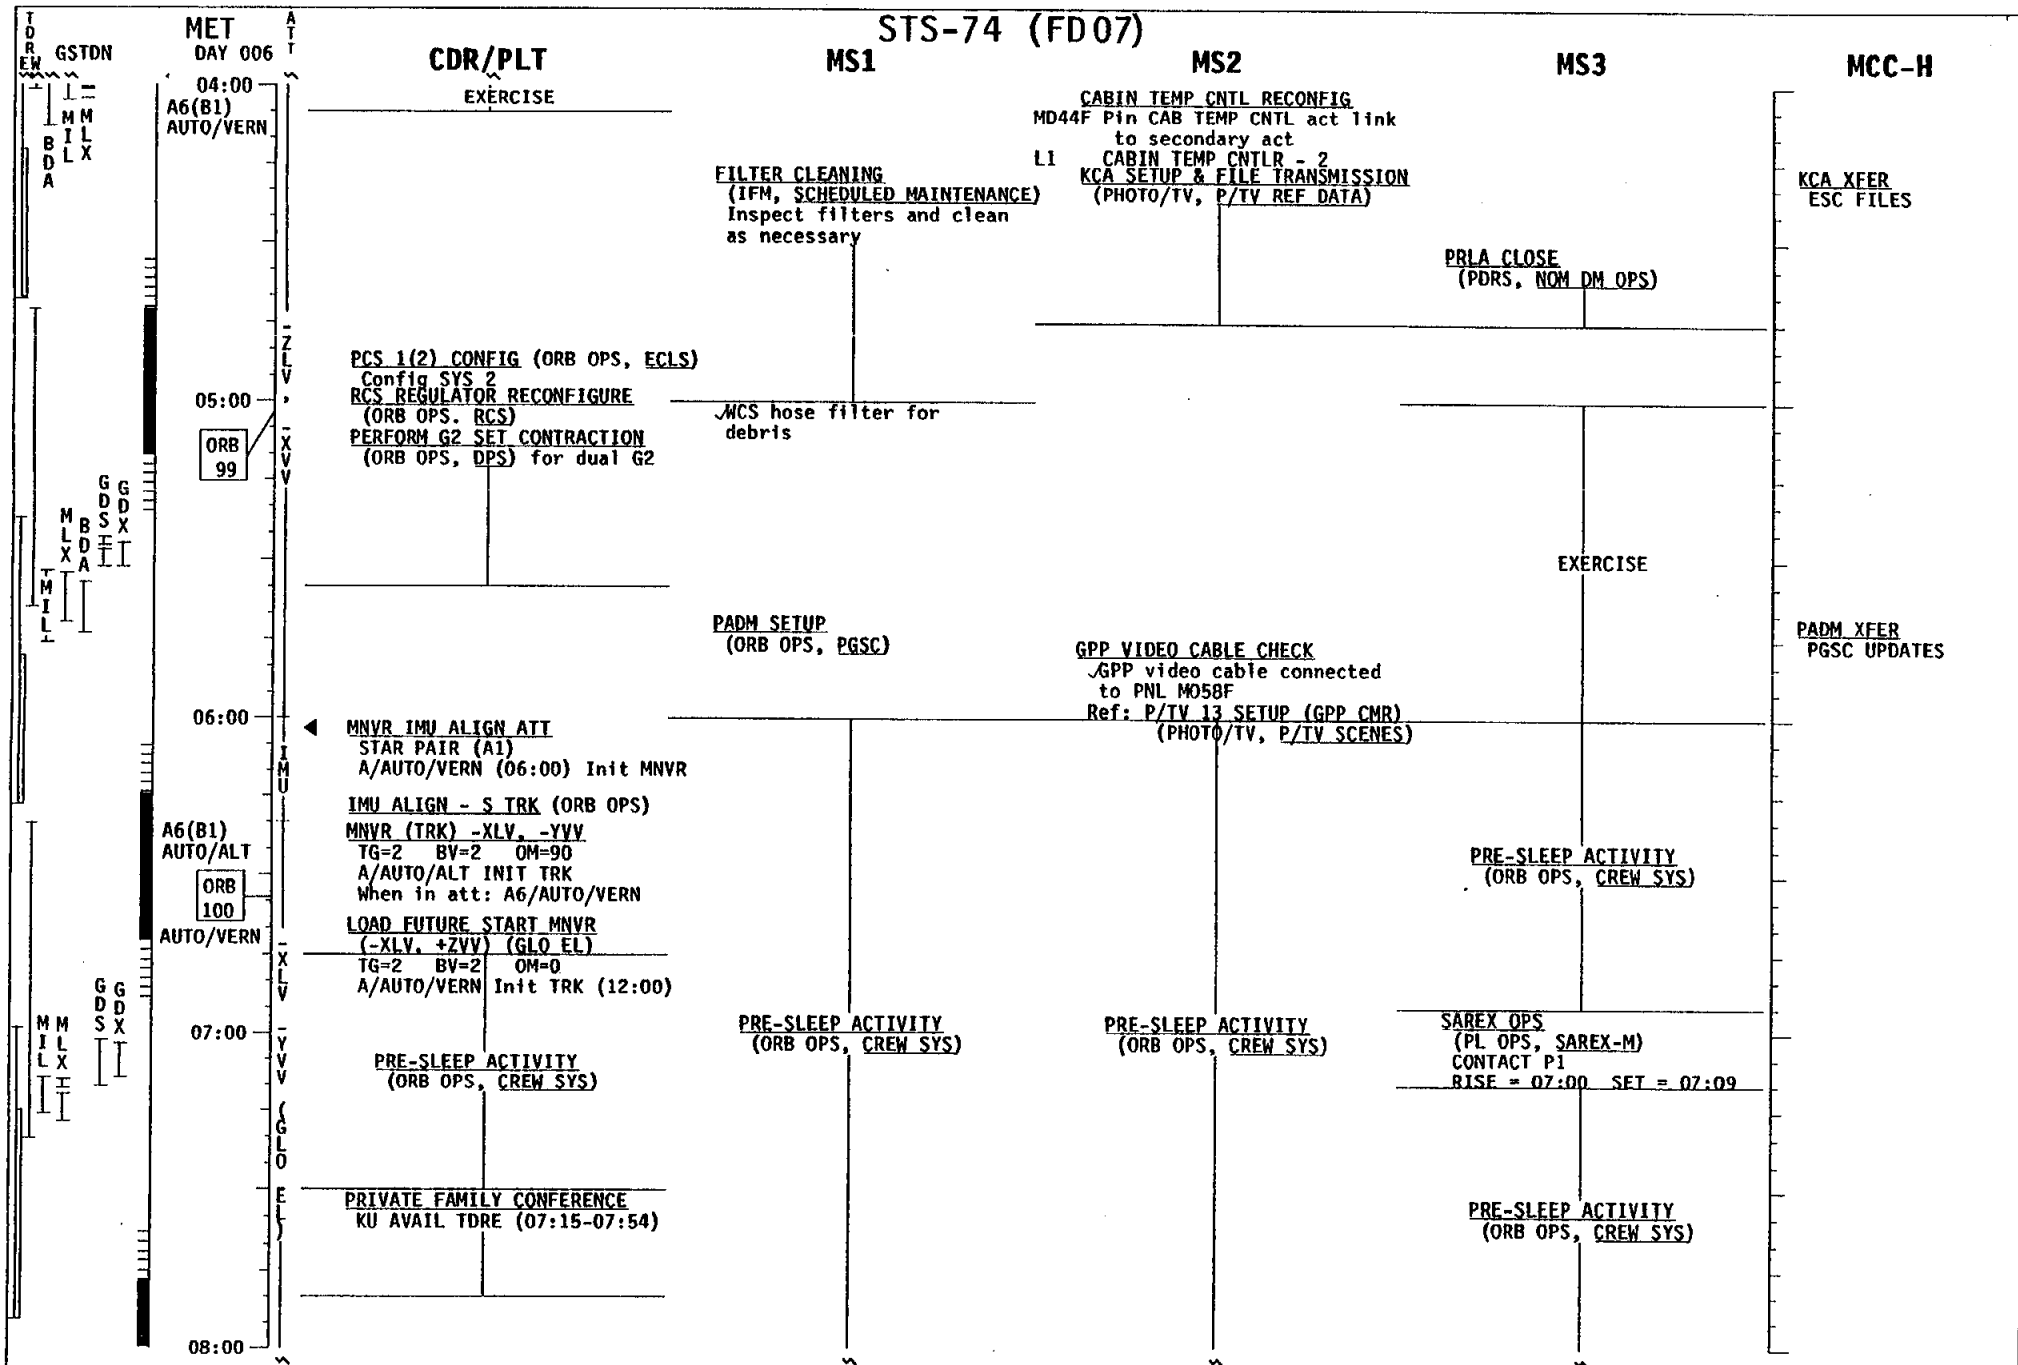 STS-74 (FD07)
TDRE W
GSTDN
MET
DAY 006
ATT
CDR/PLT
MS1
MS2
MS3
MCC-H
04:00
A6(B1)
AUTO/VERN
BDA
MIL
MLX
EXERCISE
PCS 1(2) CONFIG (ORB OPS, ECLS)
Config SYS 2
RCS REGULATOR RECONFIGURE
(ORB OPS. RCS)
PERFORM G2 SET CONTRACTION
(ORB OPS, DPS) for dual G2
-ZLV, -XVV
05:00
ORB
99
GDS
GDX
MLX
BDA
MIL
06:00
IMU
MNVR IMU ALIGN ATT
STAR PAIR (A1)
A/AUTO/VERN (06:00) Init MNVR
IMU ALIGN - S TRK (ORB OPS)
MNVR (TRK) -XLV, -YVV
TG=2 BV=2 OM=90
A/AUTO/ALT INIT TRK
When in att: A6/AUTO/VERN
LOAD FUTURE START MNVR
(-XLV, +ZVV) (GLO EL)
TG=2 BV=2 OM=0
A/AUTO/VERN Init TRK (12:00)
A6(B1)
AUTO/ALT
ORB
100
AUTO/VERN
-XLV -YVV (GLO EL)
GDS
GDX
MIL
MLX
07:00
PRE-SLEEP ACTIVITY
(ORB OPS, CREW SYS)
PRIVATE FAMILY CONFERENCE
KU AVAIL TDRE (07:15-07:54)
08:00
FILTER CLEANING
(IFM, SCHEDULED MAINTENANCE)
Inspect filters and clean
as necessary
√WCS hose filter for
debris
PADM SETUP
(ORB OPS, PGSC)
PRE-SLEEP ACTIVITY
(ORB OPS, CREW SYS)
CABIN TEMP CNTL RECONFIG
MD44F Pin CAB TEMP CNTL act link
to secondary act
L1 CABIN TEMP CNTLR - 2
KCA SETUP & FILE TRANSMISSION
(PHOTO/TV, P/TV REF DATA)
GPP VIDEO CABLE CHECK
√GPP video cable connected
to PNL MO58F
Ref: P/TV 13 SETUP (GPP CMR)
(PHOTO/TV, P/TV SCENES)
PRE-SLEEP ACTIVITY
(ORB OPS, CREW SYS)
PRLA CLOSE
(PDRS, NOM DM OPS)
EXERCISE
PRE-SLEEP ACTIVITY
(ORB OPS, CREW SYS)
SAREX OPS
(PL OPS, SAREX-M)
CONTACT P1
RISE = 07:00 SET = 07:09
PRE-SLEEP ACTIVITY
(ORB OPS, CREW SYS)
KCA XFER
ESC FILES
PADM XFER
PGSC UPDATES